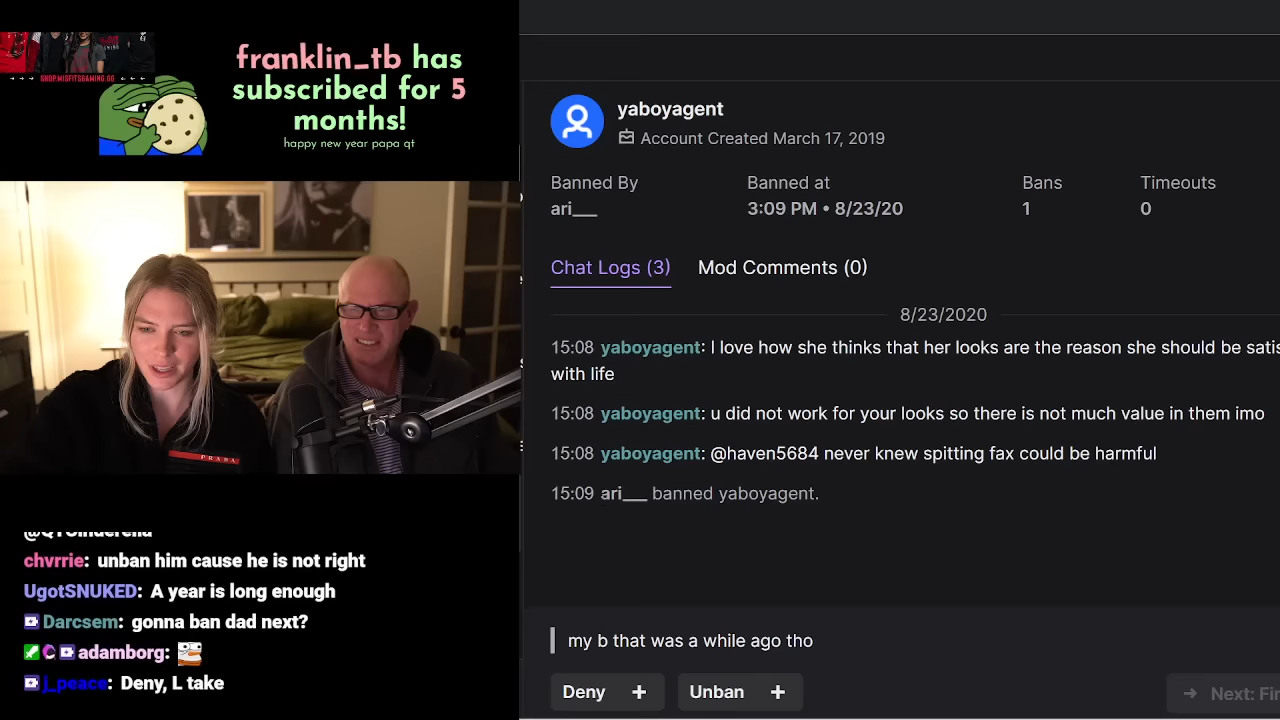 SHOP.MISFITSGAMING.GG
franklin_tb has
subscribed for 5
months!
happy new year papa qt
PRADA
chvrrie: unban him cause he is not right
UgotSNUKED: A year is long enough
Darcsem: gonna ban dad next?
adamborg:
j_peace: Deny, L take
yaboyagent
Account Created March 17, 2019
Banned By Banned at Bans Timeouts
ari__ 3:09 PM • 8/23/20 1 0
Chat Logs (3) Mod Comments (0)
8/23/2020
15:08 yaboyagent: I love how she thinks that her looks are the reason she should be satis
with life
15:08 yaboyagent: u did not work for your looks so there is not much value in them imo
15:08 yaboyagent: @haven5684 never knew spitting fax could be harmful
15:09 ari__ banned yaboyagent.
my b that was a while ago tho
Deny + Unban + → Next: Fir